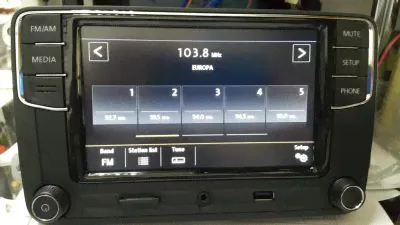 FM/AM
MEDIA
MUTE
SETUP
PHONE
103.8 MHz
EUROPA
1 2 3 4 5
Band Station list Tune Setup
FM